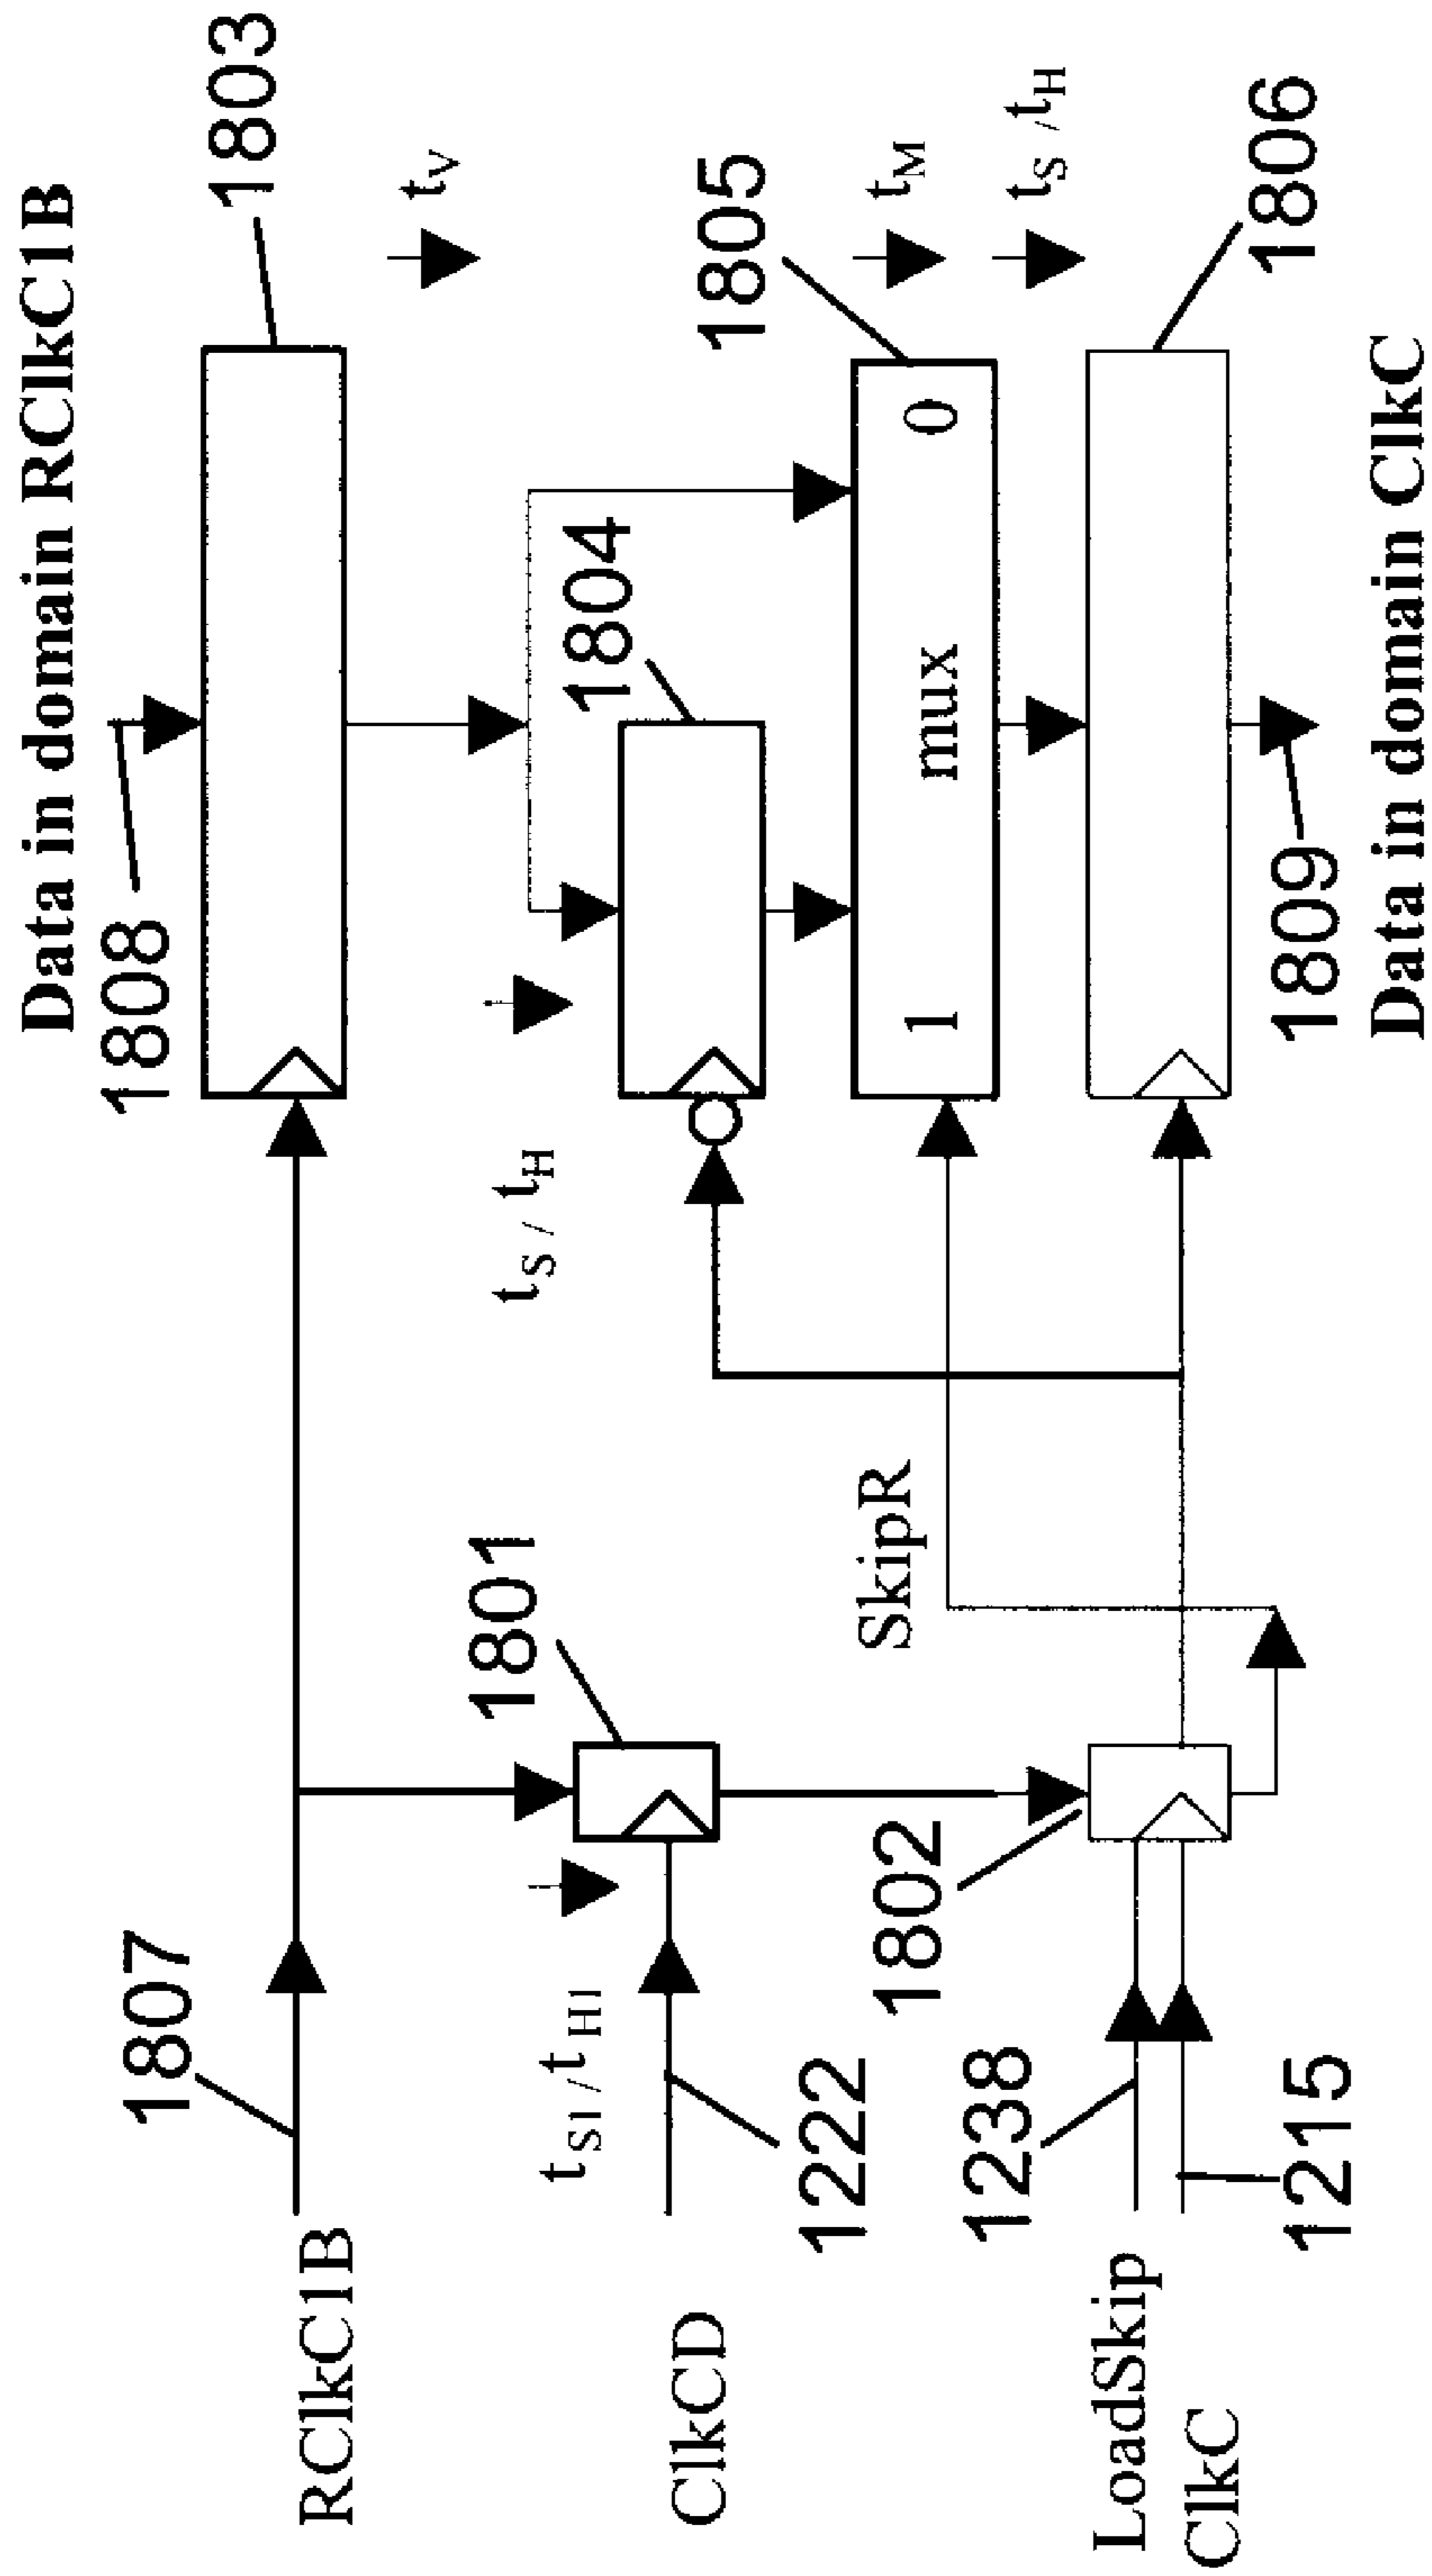 Data in domain RClkC1B
1808
1803
1807
RClkC1B
tV
1801
tS1/tH1
tS/tH
1804
ClkCD
1222
1805
SkipR
1 mux 0
tM
1802
1238
tS/tH
LoadSkip
ClkC
1215
1806
1809
Data in domain ClkC